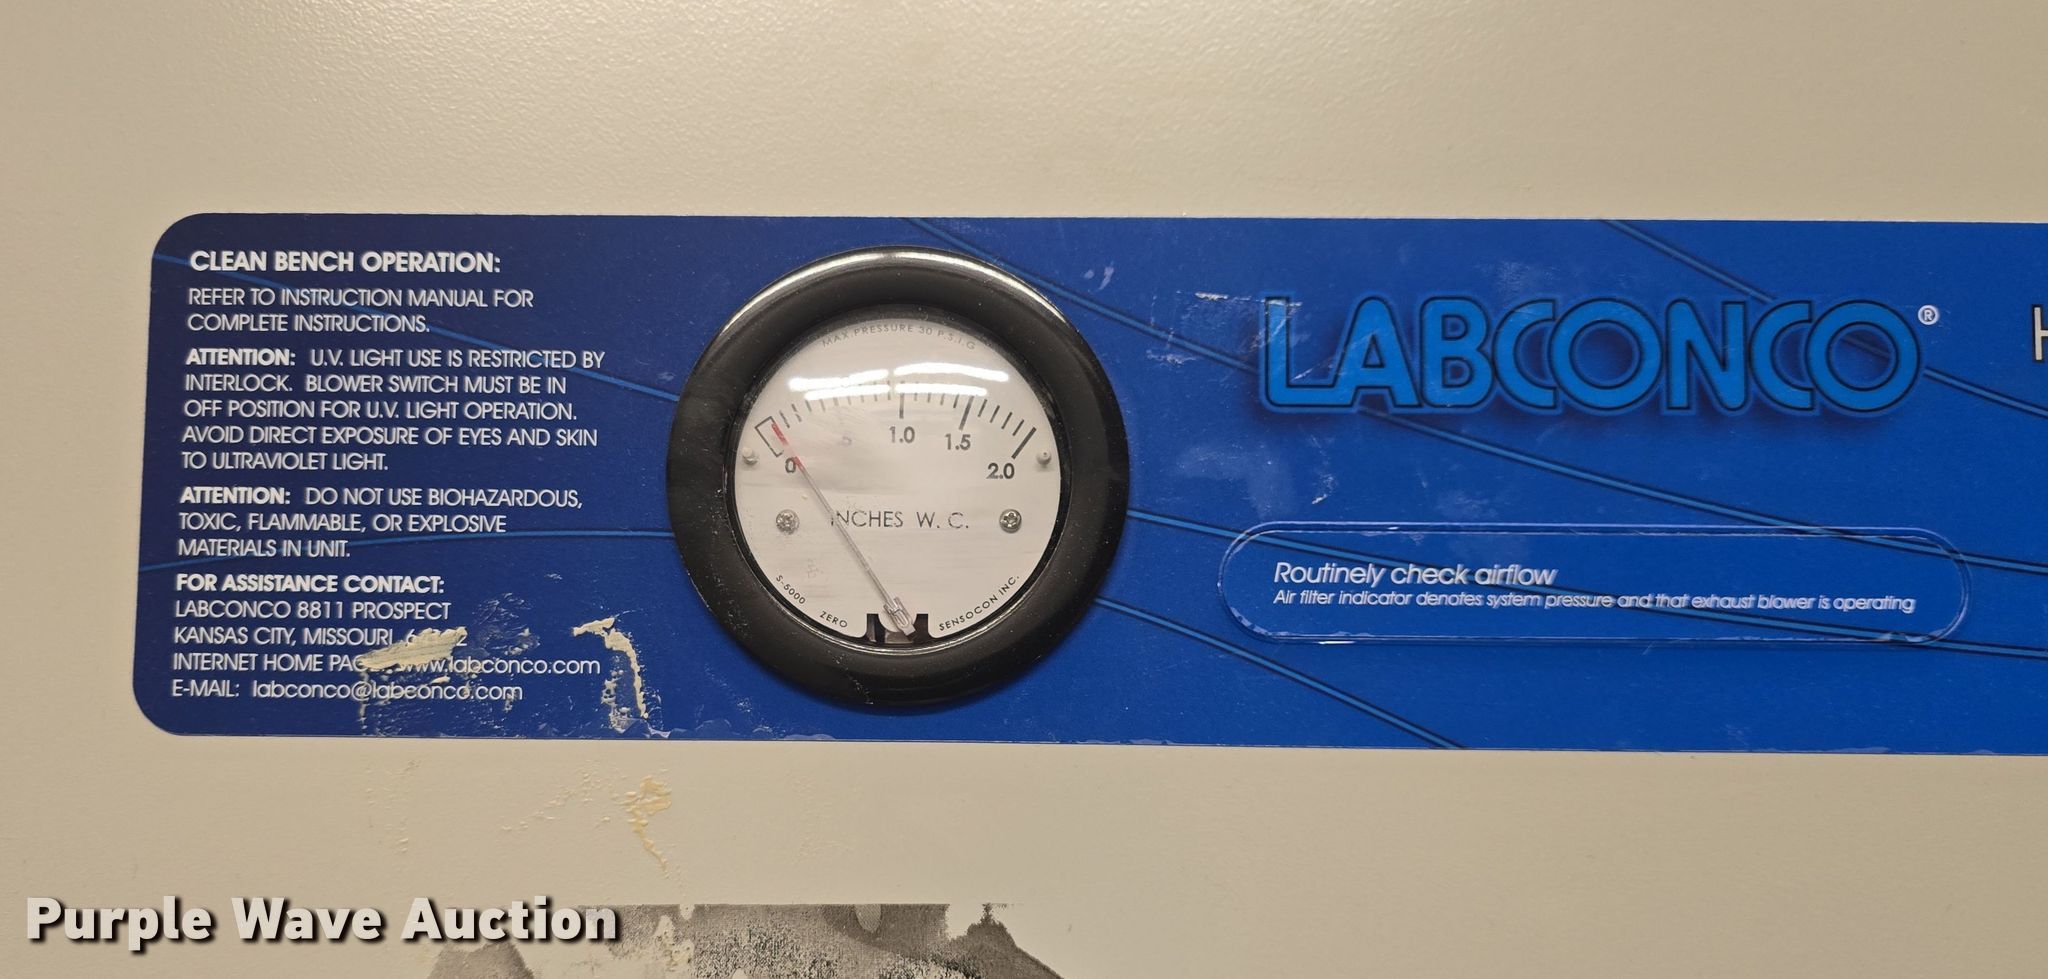 CLEAN BENCH OPERATION:
REFER TO INSTRUCTION MANUAL FOR
COMPLETE INSTRUCTIONS.
ATTENTION: U.V. LIGHT USE IS RESTRICTED BY
INTERLOCK. BLOWER SWITCH MUST BE IN
OFF POSITION FOR U.V. LIGHT OPERATION.
AVOID DIRECT EXPOSURE OF EYES AND SKIN
TO ULTRAVIOLET LIGHT.
ATTENTION: DO NOT USE BIOHAZARDOUS,
TOXIC, FLAMMABLE, OR EXPLOSIVE
MATERIALS IN UNIT.
FOR ASSISTANCE CONTACT:
LABCONCO 8811 PROSPECT
KANSAS CITY, MISSOURI
INTERNET HOME www.labconco.com
E-MAIL: labconco@labconco.com
MAX. PRESSURE 30 P.S.I.G
0 .5 1.0 1.5 2.0
INCHES W. C.
S-5000 ZERO SENSOCON INC.
LABCONCO®
H
Routinely check airflow
Air filter indicator denotes system pressure and that exhaust blower is operating
Purple Wave Auction